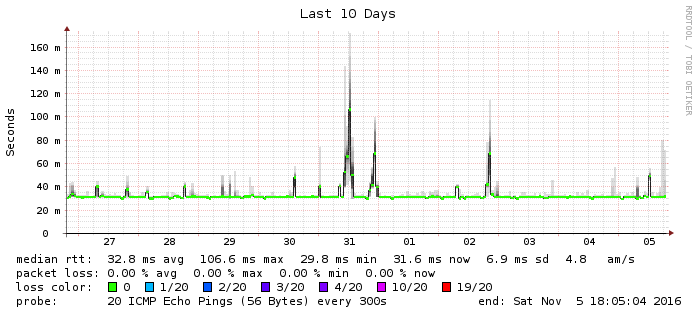 Last 10 Days
RRDTOOL / TOBI OETIKER
Seconds
160 m
140 m
120 m
100 m
80 m
60 m
40 m
20 m
0
27 28 29 30 31 01 02 03 04 05
median rtt: 32.8 ms avg 106.6 ms max 29.8 ms min 31.6 ms now 6.9 ms sd 4.8 am/s
packet loss: 0.00 % avg 0.00 % max 0.00 % min 0.00 % now
loss color: 0 1/20 2/20 3/20 4/20 10/20 19/20
probe: 20 ICMP Echo Pings (56 Bytes) every 300s end: Sat Nov 5 18:05:04 2016